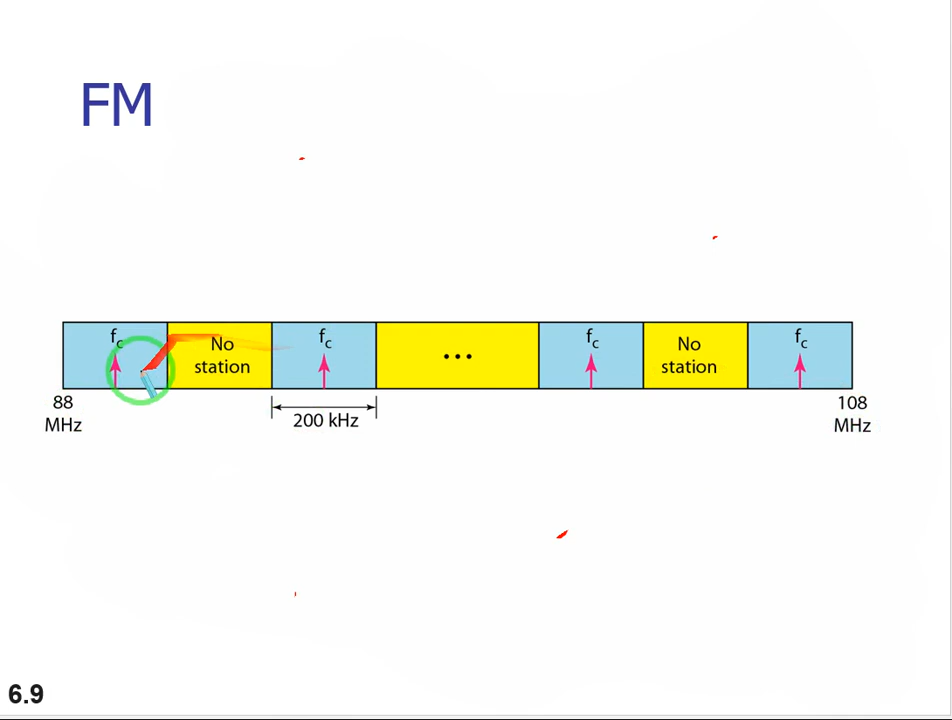 FM
fc
No
station
fc
...
fc
No
station
fc
88
MHz
200 kHz
108
MHz
6.9